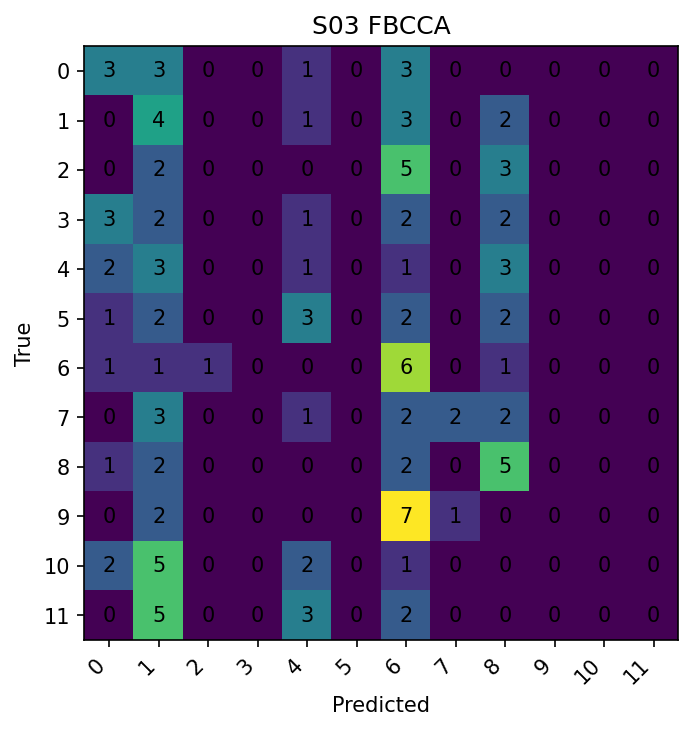 S03 FBCCA
True
0 3 3 0 0 1 0 3 0 0 0 0 0
1 0 4 0 0 1 0 3 0 2 0 0 0
2 0 2 0 0 0 0 5 0 3 0 0 0
3 3 2 0 0 1 0 2 0 2 0 0 0
4 2 3 0 0 1 0 1 0 3 0 0 0
5 1 2 0 0 3 0 2 0 2 0 0 0
6 1 1 1 0 0 0 6 0 1 0 0 0
7 0 3 0 0 1 0 2 2 2 0 0 0
8 1 2 0 0 0 0 2 0 5 0 0 0
9 0 2 0 0 0 0 7 1 0 0 0 0
10 2 5 0 0 2 0 1 0 0 0 0 0
11 0 5 0 0 3 0 2 0 0 0 0 0
0 1 2 3 4 5 6 7 8 9 10 11
Predicted